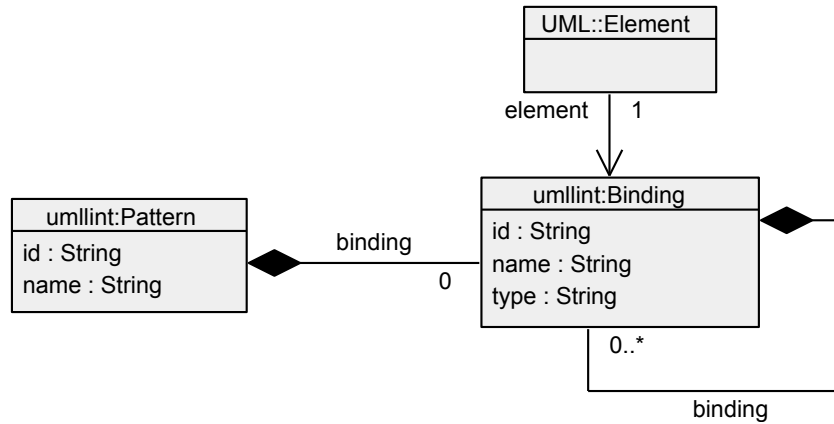 UML::Element
element 1
umllint:Binding
id : String
name : String
type : String
umllint:Pattern
id : String
name : String
binding
0
0..*
binding